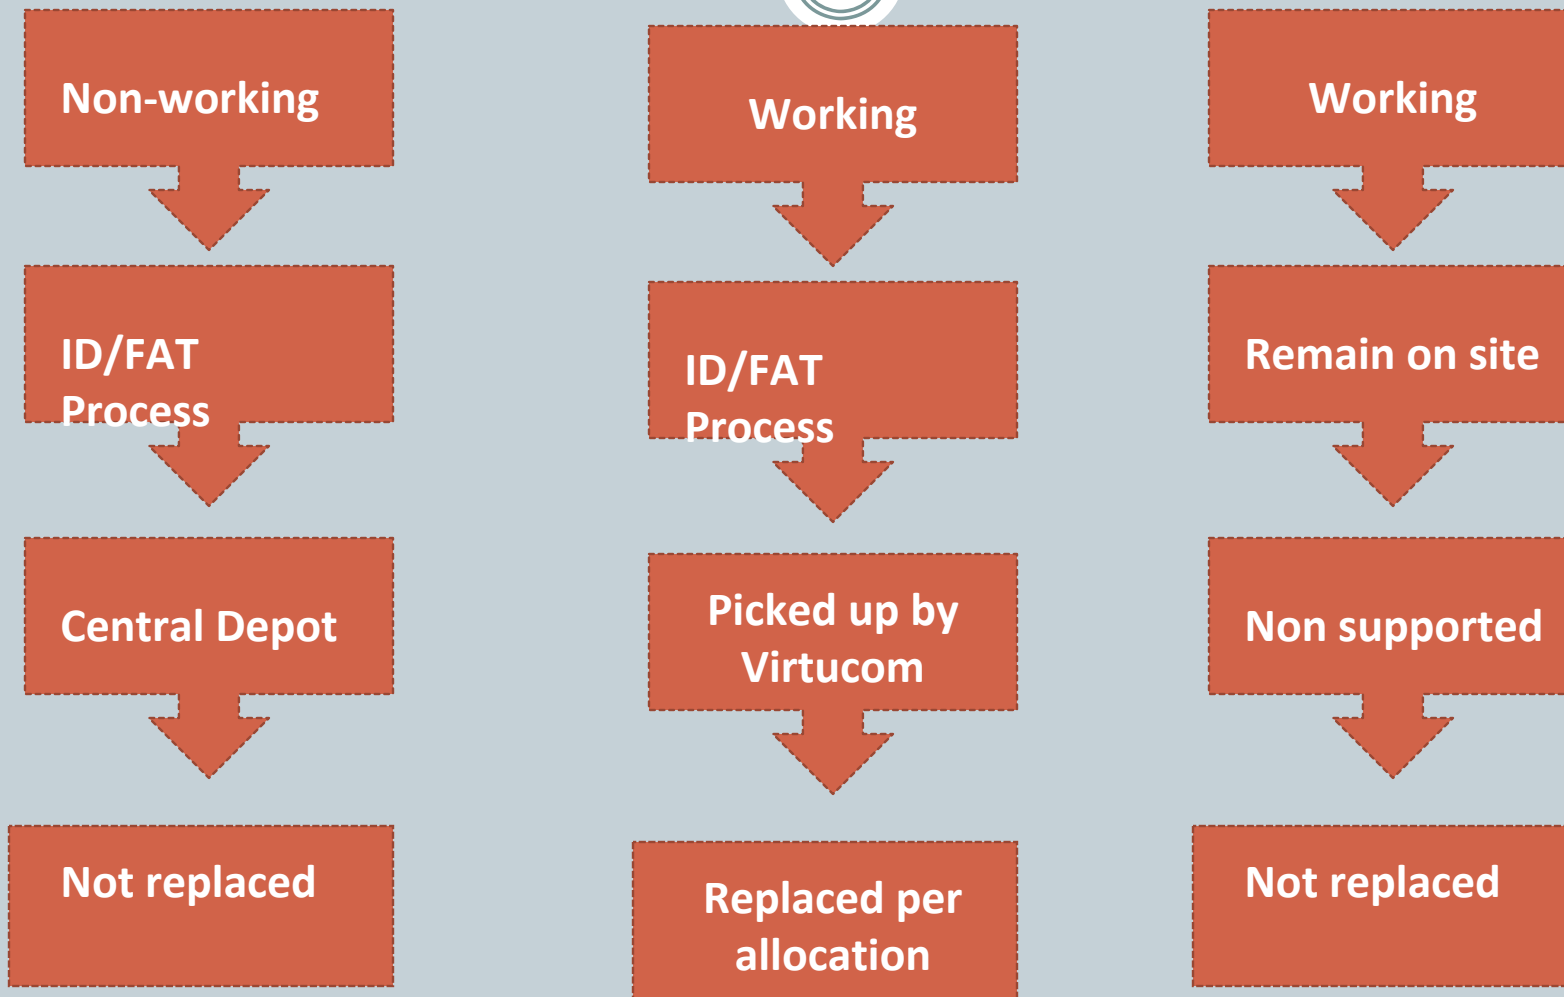 Non-working
ID/FAT
Process
Central Depot
Not replaced
Working
ID/FAT
Process
Picked up by
Virtucom
Replaced per
allocation
Working
Remain on site
Non supported
Not replaced